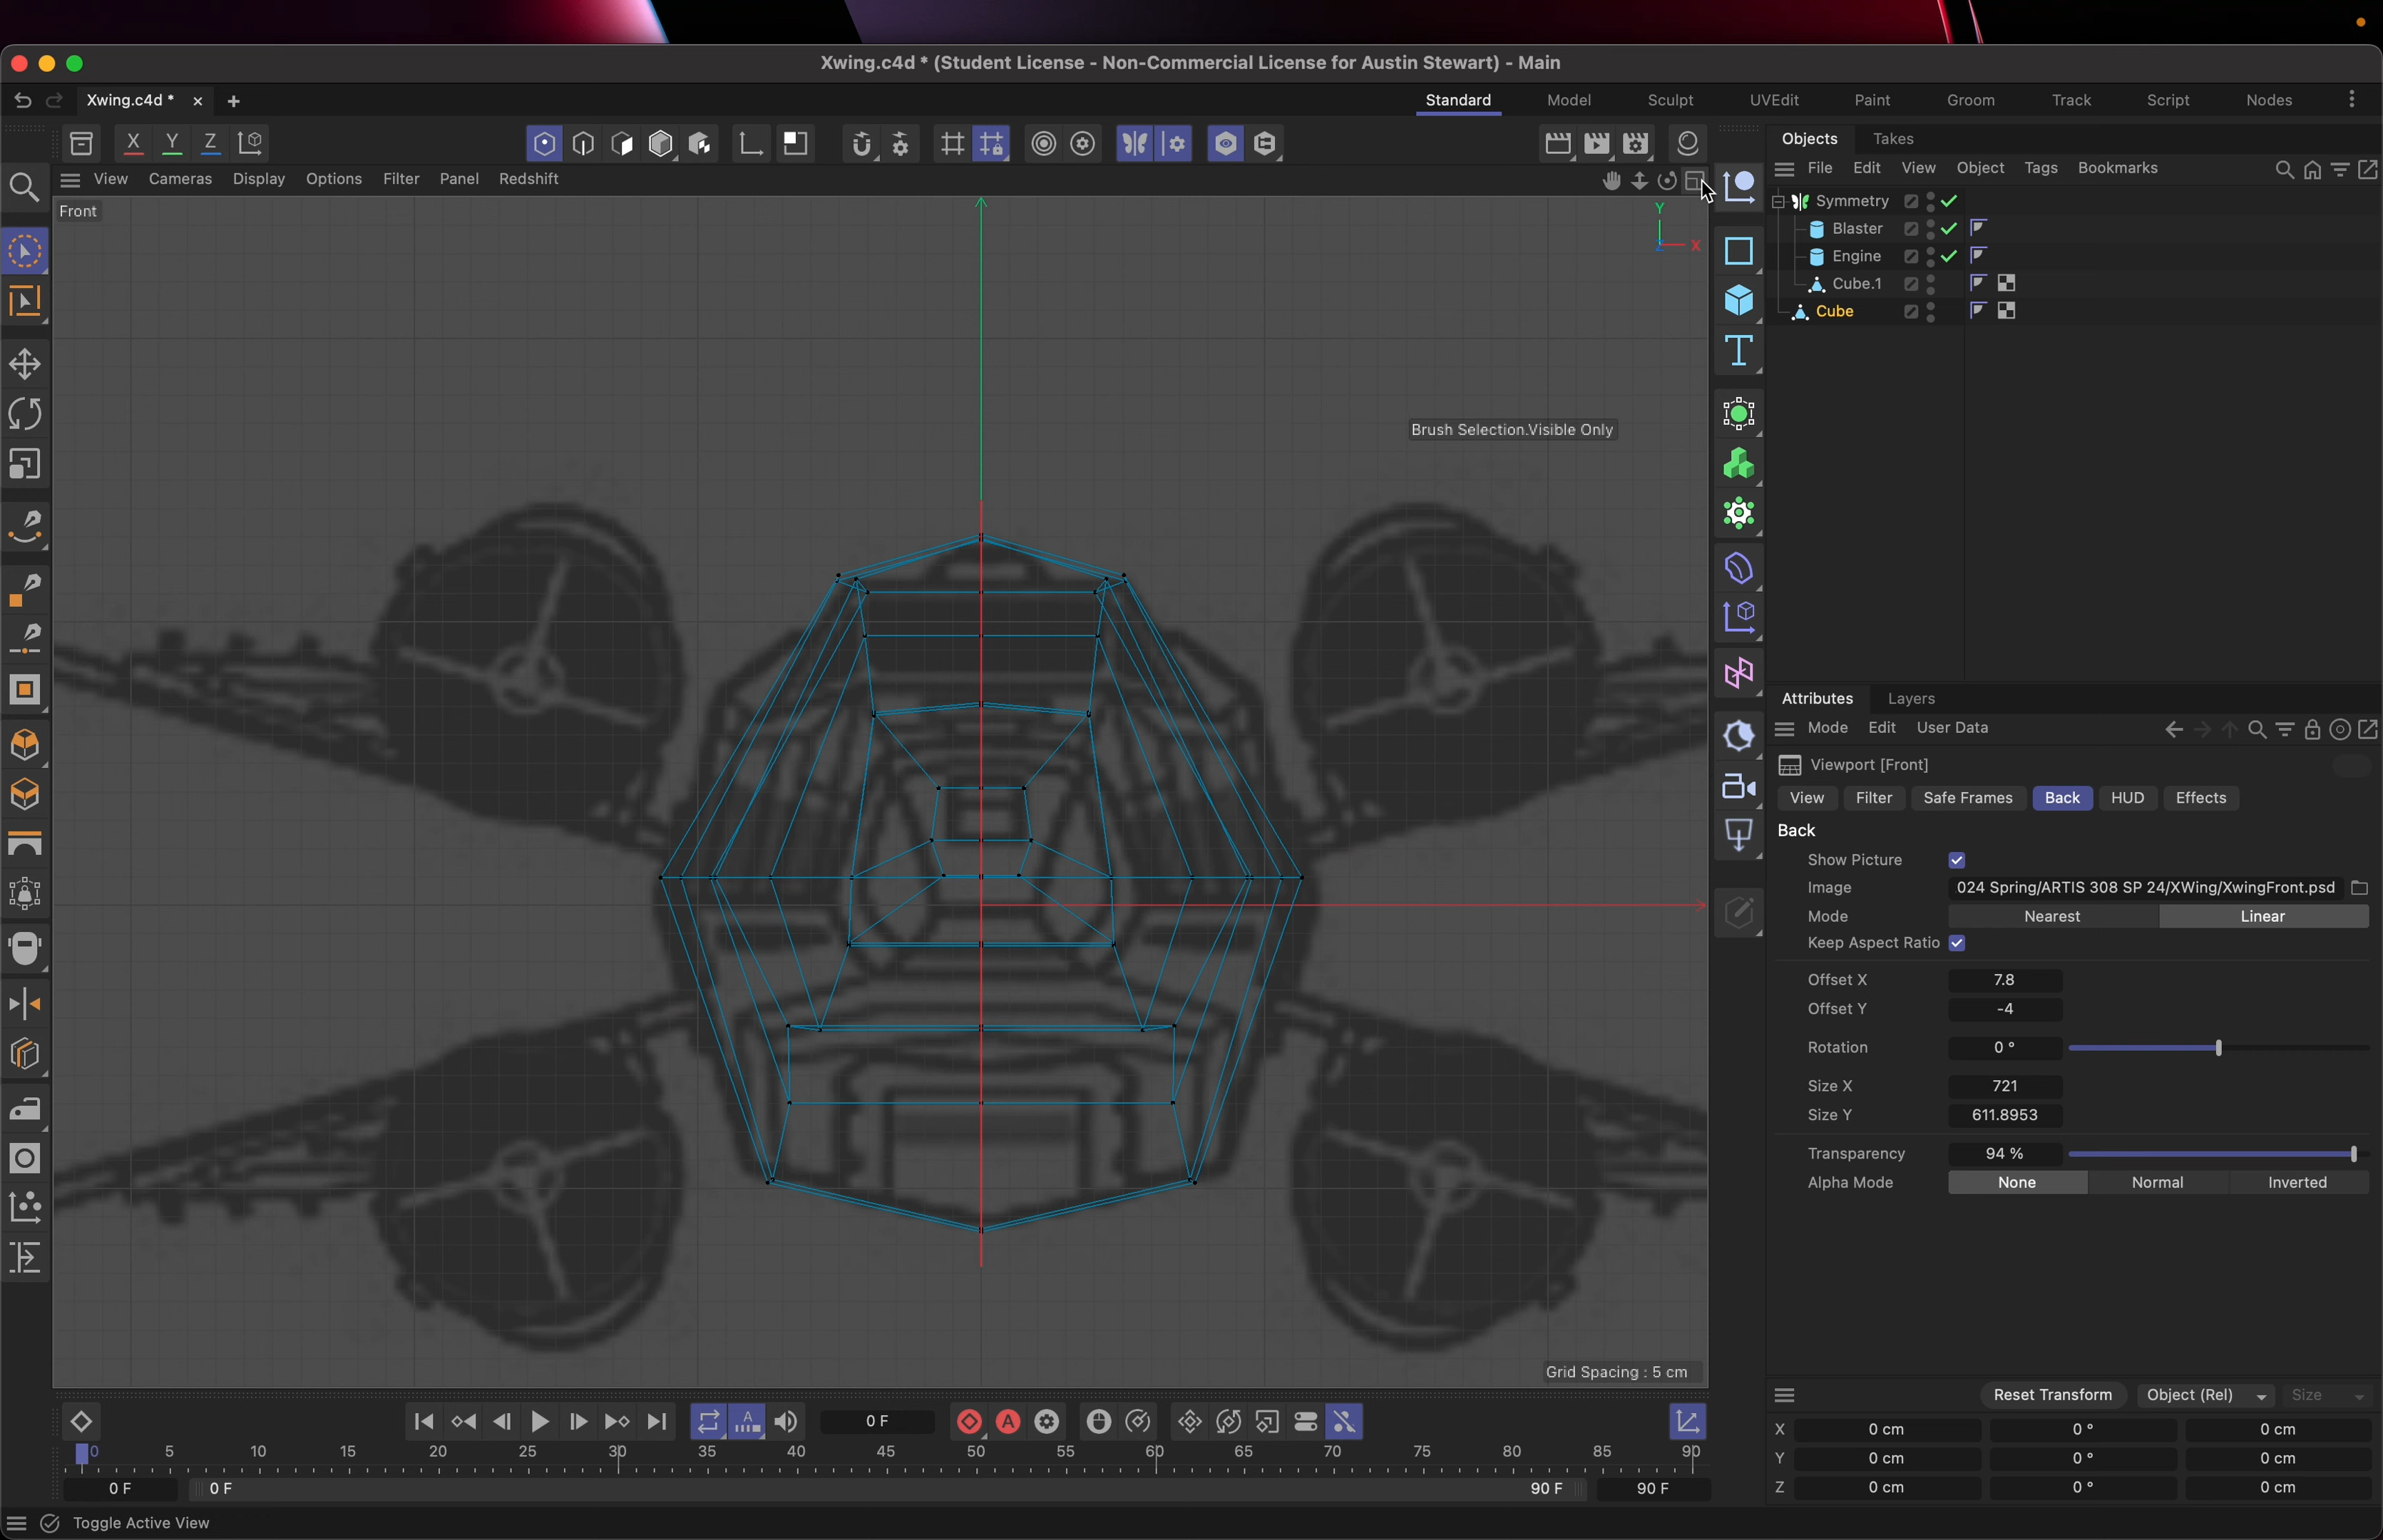 Xwing.c4d * (Student License - Non-Commercial License for Austin Stewart) - Main
Xwing.c4d *
Standard Model Sculpt UVEdit Paint Groom Track Script Nodes
X Y Z
View Cameras Display Options Filter Panel Redshift
Front
Y
X
Z
Brush Selection.Visible Only
Grid Spacing : 5 cm
Objects Takes
File Edit View Object Tags Bookmarks
Symmetry
Blaster
Engine
Cube.1
Cube
Attributes Layers
Mode Edit User Data
Viewport [Front]
View Filter Safe Frames Back HUD Effects
Back
Show Picture
Image 024 Spring/ARTIS 308 SP 24/XWing/XwingFront.psd
Mode Nearest Linear
Keep Aspect Ratio
Offset X 7.8
Offset Y -4
Rotation 0 °
Size X 721
Size Y 611.8953
Transparency 94 %
Alpha Mode None Normal Inverted
Reset Transform Object (Rel) Size
X 0 cm 0 ° 0 cm
Y 0 cm 0 ° 0 cm
Z 0 cm 0 ° 0 cm
A 0 F A
0 5 10 15 20 25 30 35 40 45 50 55 60 65 70 75 80 85 90
0 F 0 F 90 F 90 F
Toggle Active View